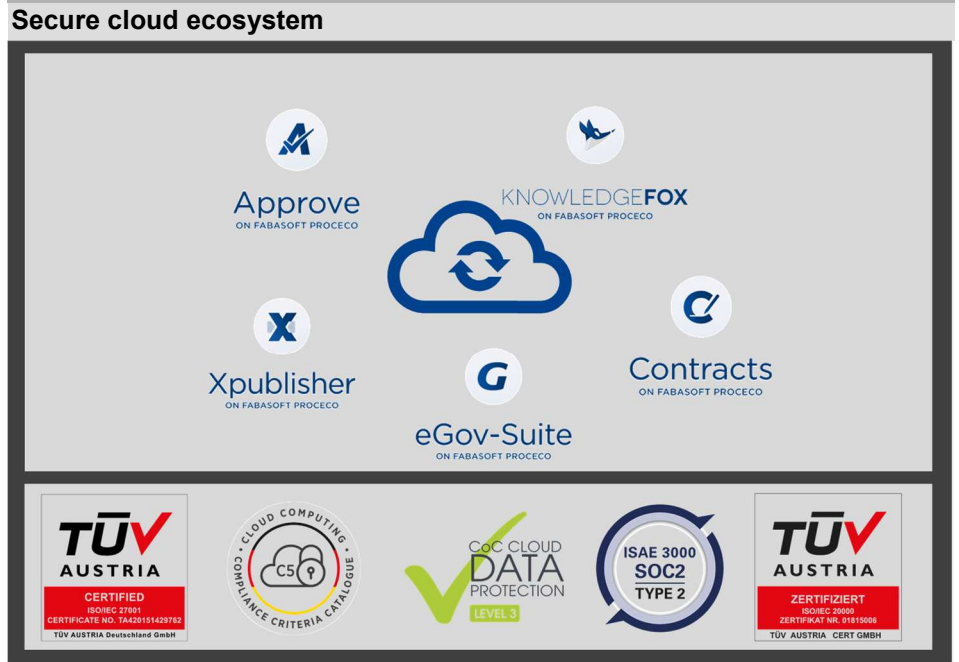 Secure cloud ecosystem
Approve
ON FABASOFT PROCECO
KNOWLEDGEFOX
ON FABASOFT PROCECO
Xpublisher
ON FABASOFT PROCECO
eGov-Suite
ON FABASOFT PROCECO
Contracts
ON FABASOFT PROCECO
TÜV
AUSTRIA
CERTIFIED
ISO/IEC 27001
CERTIFICATE NO. TA420151429762
TÜV AUSTRIA Deutschland GmbH
CLOUD COMPUTING
COMPLIANCE CRITERIA CATALOGUE
C5
CoC CLOUD
DATA
PROTECTION
LEVEL 3
ISAE 3000
SOC2
TYPE 2
TÜV
AUSTRIA
ZERTIFIZIERT
ISO/IEC 20000
ZERTIFIKAT NR. 01815006
TÜV AUSTRIA CERT GMBH